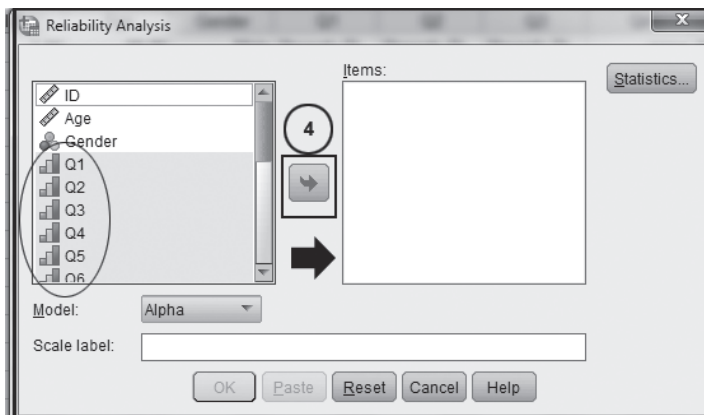 Reliability Analysis
Items:
Statistics...
ID
Age
Gender
Q1
Q2
Q3
Q4
Q5
Q6
4
Model:
Alpha
Scale label:
OK
Paste
Reset
Cancel
Help